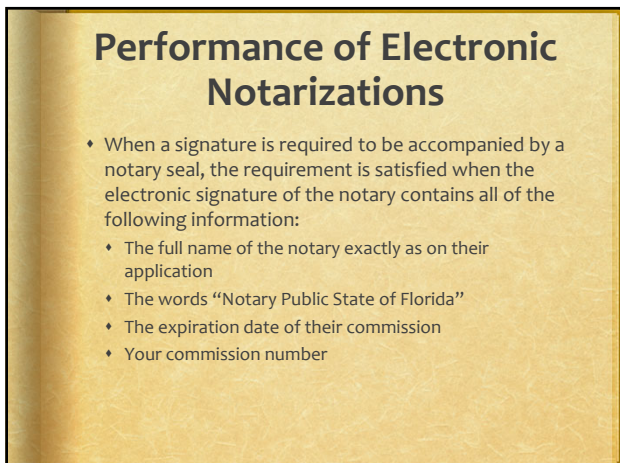 Performance of Electronic
Notarizations
• When a signature is required to be accompanied by a
notary seal, the requirement is satisfied when the
electronic signature of the notary contains all of the
following information:
• The full name of the notary exactly as on their
application
• The words “Notary Public State of Florida”
• The expiration date of their commission
• Your commission number